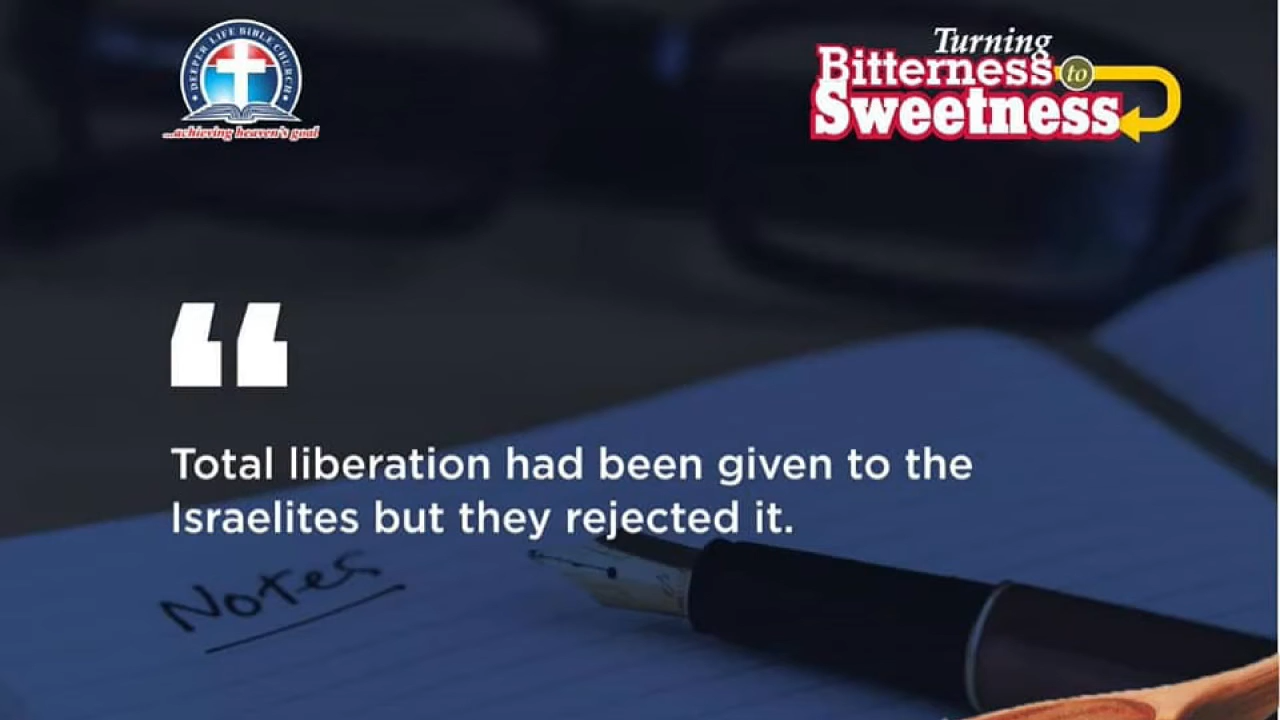 DEEPER LIFE BIBLE CHURCH
...achieving heaven's goal
Turning
Bitterness to
Sweetness
“
Total liberation had been given to the
Israelites but they rejected it.
Notes